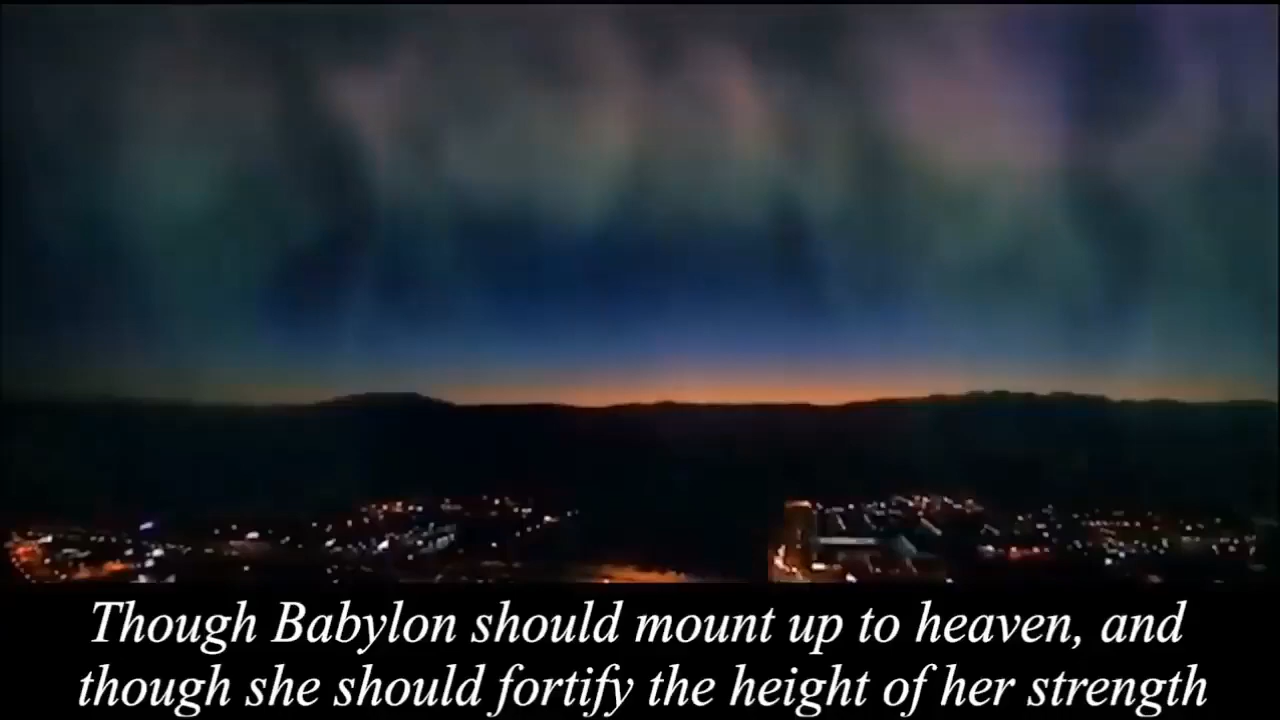 Though Babylon should mount up to heaven, and
though she should fortify the height of her strength